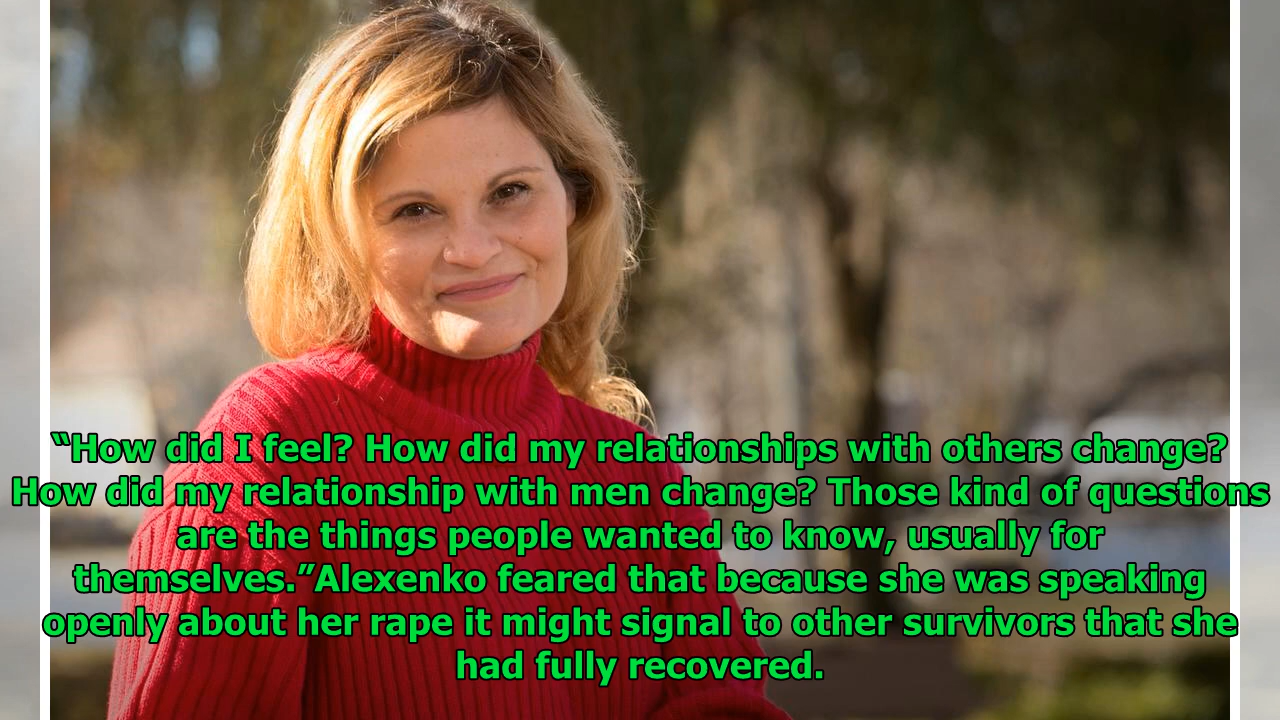 “How did I feel? How did my relationships with others change?
How did my relationship with men change? Those kind of questions
are the things people wanted to know, usually for
themselves.”Alexenko feared that because she was speaking
openly about her rape it might signal to other survivors that she
had fully recovered.